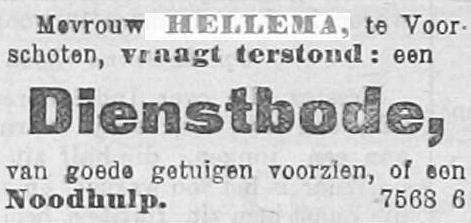 Mevrouw HELLEMA, te Voor-
schoten, vraagt terstond: een
Dienstbode,
van goede getuigen voorzien, of een
Noodhulp. 7568 6